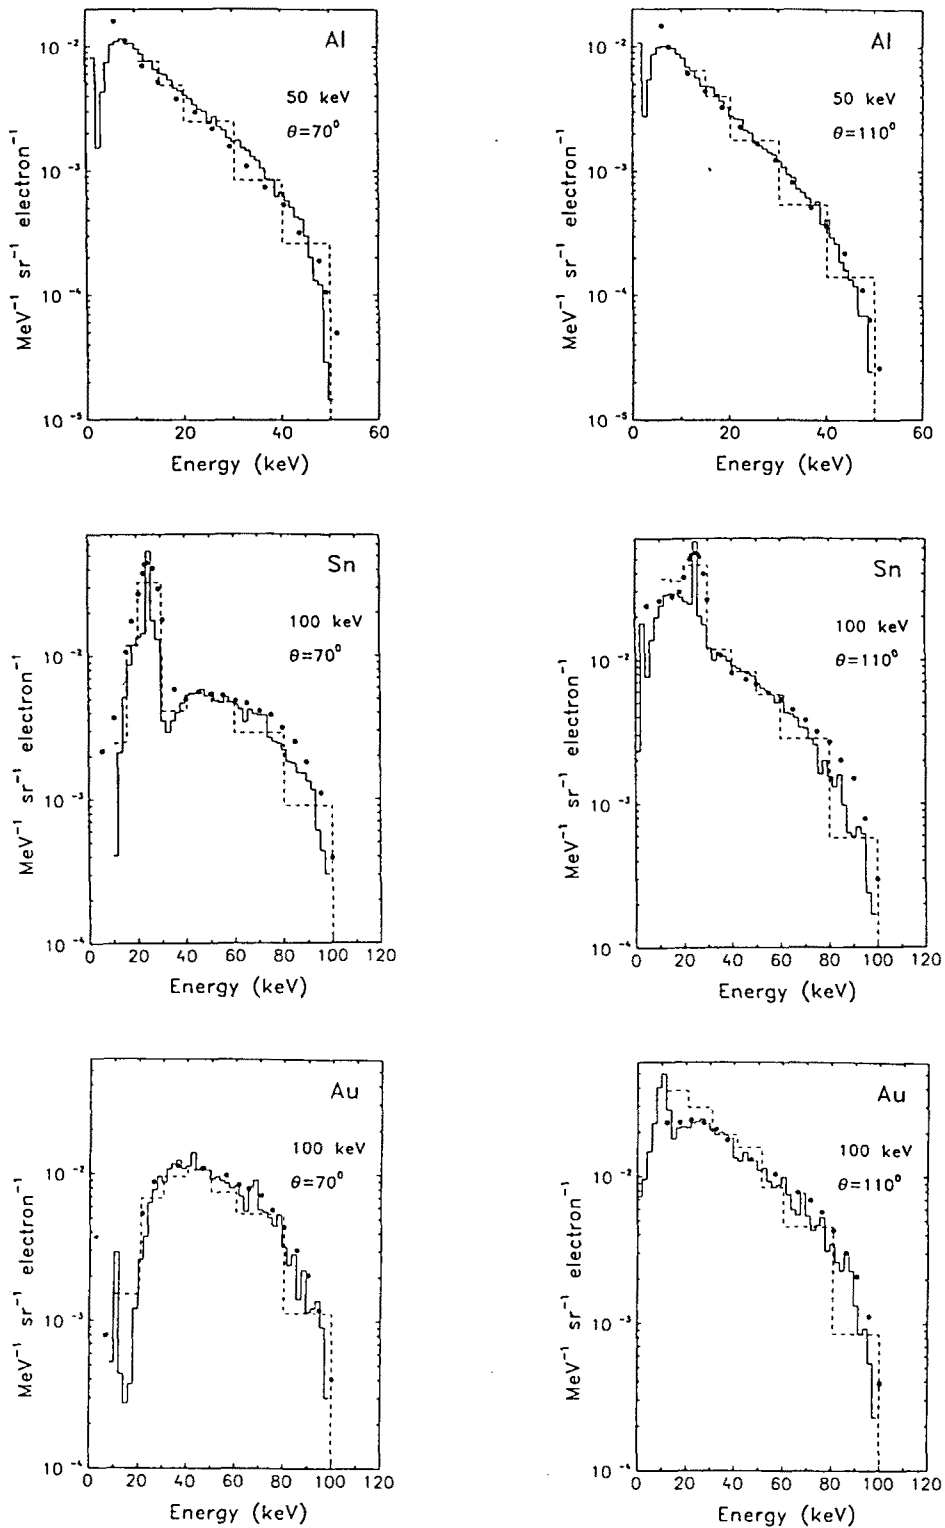 Al
50 keV
θ=70⁰
MeV⁻¹ sr⁻¹ electron⁻¹
10⁻²
10⁻³
10⁻⁴
10⁻⁵
0 20 40 60
Energy (keV)
Al
50 keV
θ=110⁰
MeV⁻¹ sr⁻¹ electron⁻¹
10⁻²
10⁻³
10⁻⁴
10⁻⁵
0 20 40 60
Energy (keV)
Sn
100 keV
θ=70⁰
MeV⁻¹ sr⁻¹ electron⁻¹
10⁻²
10⁻³
10⁻⁴
0 20 40 60 80 100 120
Energy (keV)
Sn
100 keV
θ=110⁰
MeV⁻¹ sr⁻¹ electron⁻¹
10⁻²
10⁻³
10⁻⁴
0 20 40 60 80 100 120
Energy (keV)
Au
100 keV
θ=70⁰
MeV⁻¹ sr⁻¹ electron⁻¹
10⁻²
10⁻³
10⁻⁴
0 20 40 60 80 100 120
Energy (keV)
Au
100 keV
θ=110⁰
MeV⁻¹ sr⁻¹ electron⁻¹
10⁻²
10⁻³
10⁻⁴
0 20 40 60 80 100 120
Energy (keV)